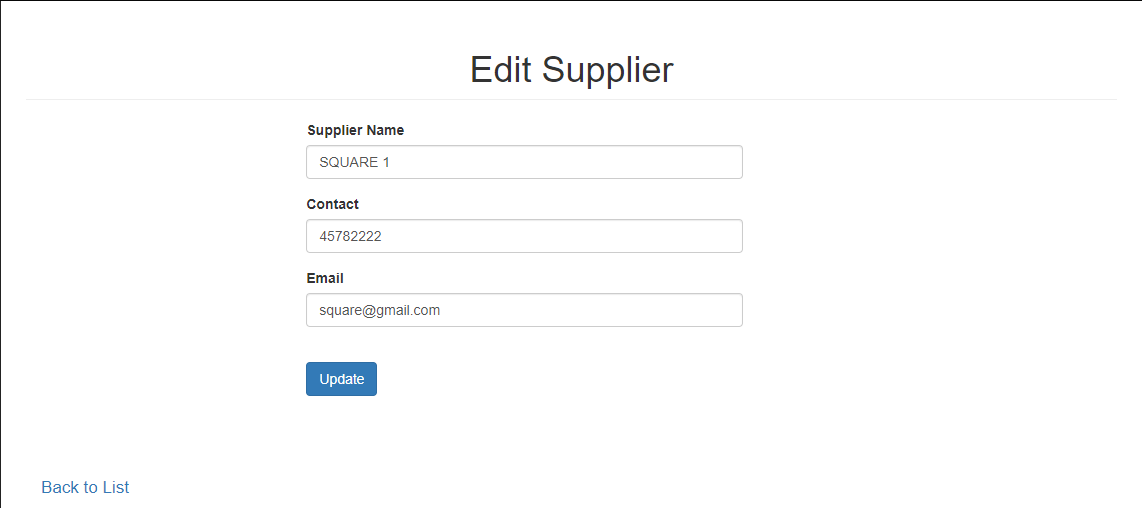 Edit Supplier
Supplier Name
SQUARE 1
Contact
45782222
Email
square@gmail.com
Update
Back to List